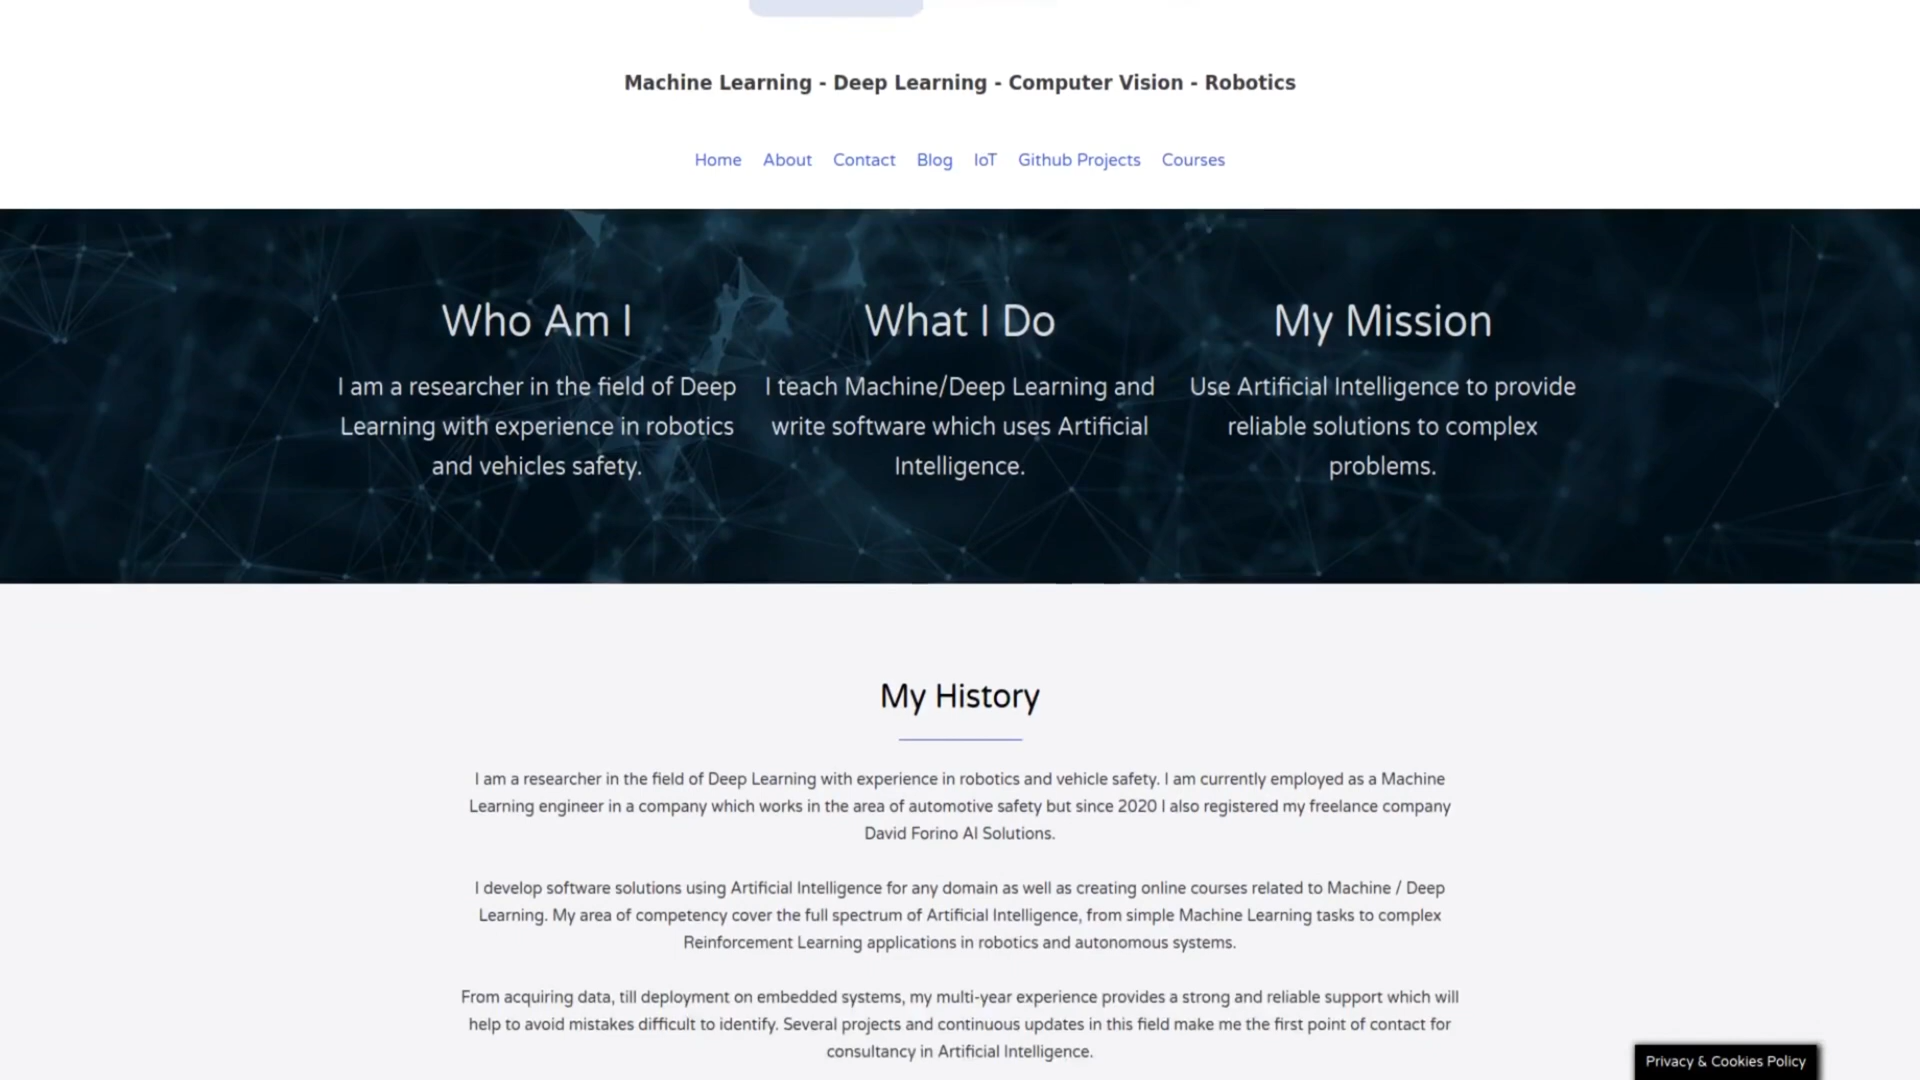 Machine Learning - Deep Learning - Computer Vision - Robotics
Home About Contact Blog IoT Github Projects Courses
Who Am I
I am a researcher in the field of Deep
Learning with experience in robotics
and vehicles safety.
What I Do
I teach Machine/Deep Learning and
write software which uses Artificial
Intelligence.
My Mission
Use Artificial Intelligence to provide
reliable solutions to complex
problems.
My History
I am a researcher in the field of Deep Learning with experience in robotics and vehicle safety. I am currently employed as a Machine
Learning engineer in a company which works in the area of automotive safety but since 2020 I also registered my freelance company
David Forino AI Solutions.
I develop software solutions using Artificial Intelligence for any domain as well as creating online courses related to Machine / Deep
Learning. My area of competency cover the full spectrum of Artificial Intelligence, from simple Machine Learning tasks to complex
Reinforcement Learning applications in robotics and autonomous systems.
From acquiring data, till deployment on embedded systems, my multi-year experience provides a strong and reliable support which will
help to avoid mistakes difficult to identify. Several projects and continuous updates in this field make me the first point of contact for
consultancy in Artificial Intelligence.
Privacy & Cookies Policy